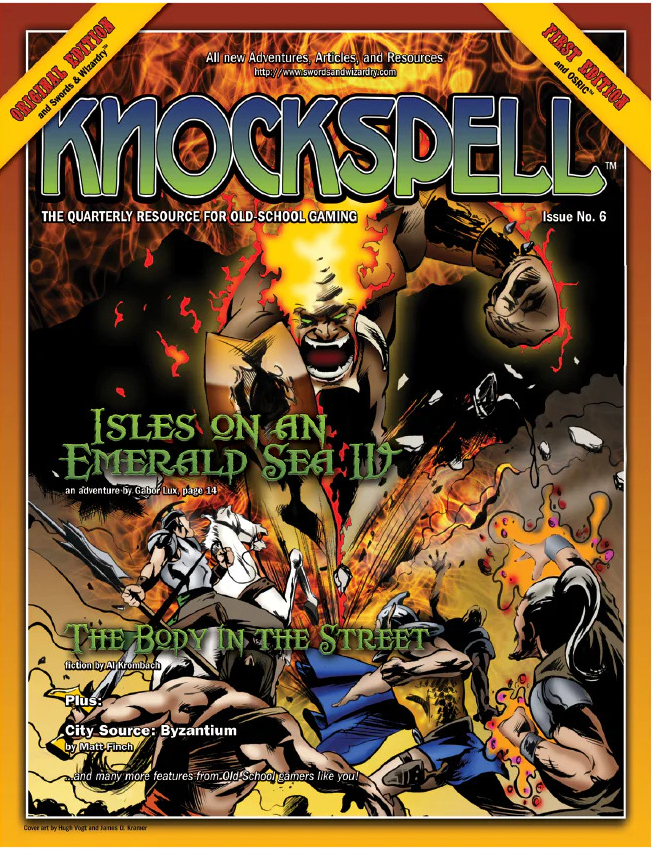 ORIGINAL EDITION
and Swords & Wizardry™
FIRST EDITION
and OSRIC™
All new Adventures, Articles, and Resources
http://www.swordsandwizardry.com
KNOCKSPELL™
THE QUARTERLY RESOURCE FOR OLD-SCHOOL GAMING
Issue No. 6
ISLES ON AN
EMERALD SEA IV
an adventure by Gabor Lux, page 14
THE BODY IN THE STREET
fiction by Al Krombach
Plus:
City Source: Byzantium
by Matt Finch
...and many more features from Old School gamers like you!
Cover art by Hugh Vogt and James D. Kramer